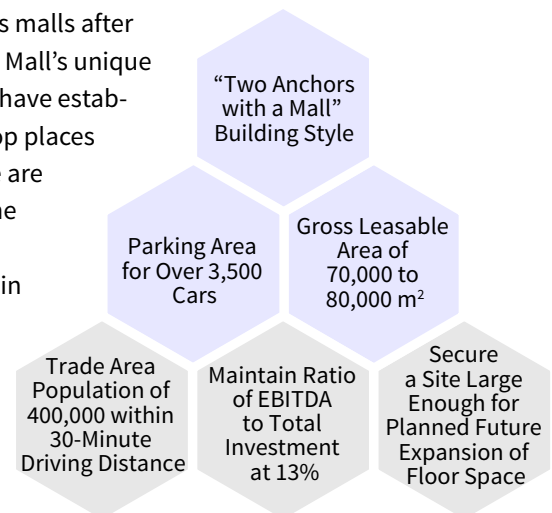 s malls after
Mall’s unique
have estab-
op places
are
in
“Two Anchors
with a Mall”
Building Style
Parking Area
for Over 3,500
Cars
Gross Leasable
Area of
70,000 to
80,000 m²
Trade Area
Population of
400,000 within
30-Minute
Driving Distance
Maintain Ratio
of EBITDA
to Total
Investment
at 13%
Secure
a Site Large
Enough for
Planned Future
Expansion of
Floor Space